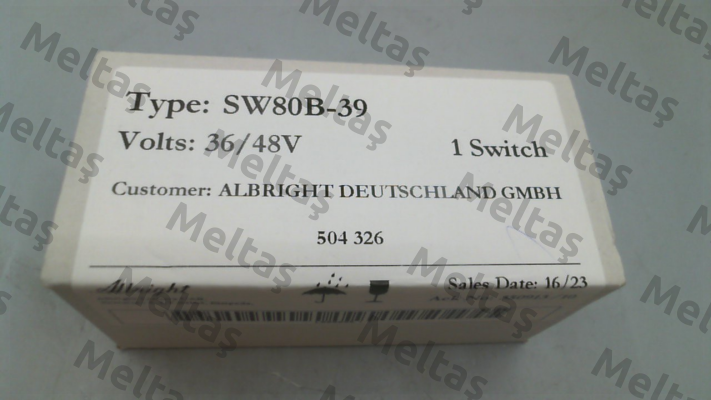 Type: SW80B-39
Volts: 36/48V
1 Switch
Customer: ALBRIGHT DEUTSCHLAND GMBH
504 326
Albright
Sales Date: 16/23
Meltaş